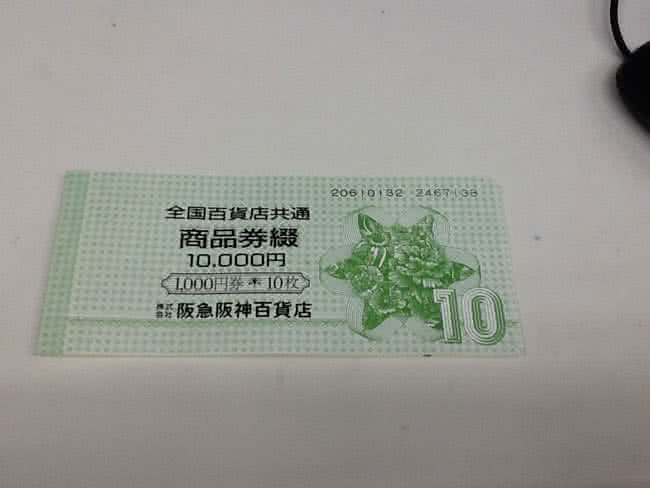 20610132 2467138
全国百貨店共通
商品券綴
10,000円
1,000円券*10枚
株式会社 阪急阪神百貨店
10